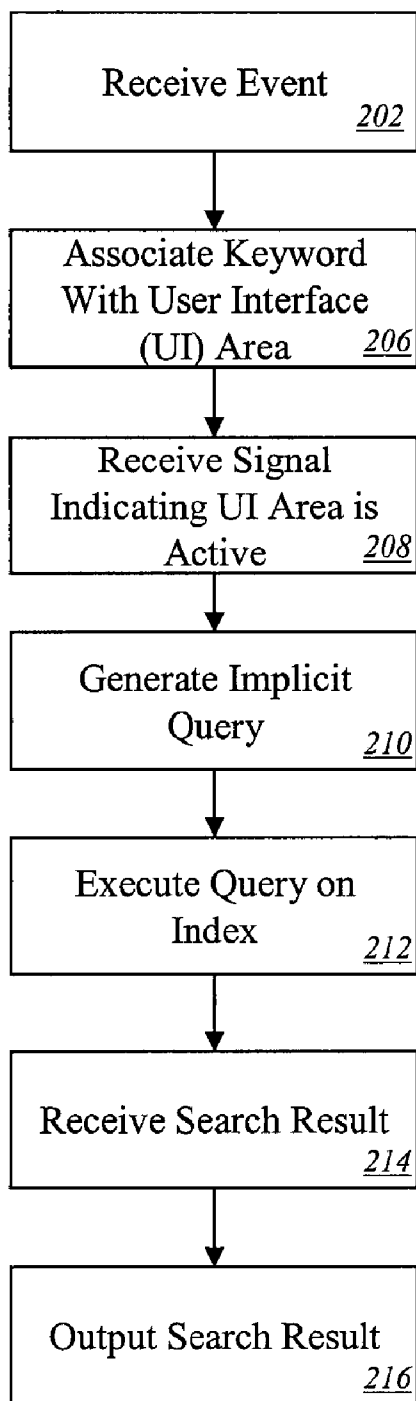 Receive Event
202
Associate Keyword
With User Interface
(UI) Area
206
Receive Signal
Indicating UI Area is
Active
208
Generate Implicit
Query
210
Execute Query on
Index
212
Receive Search Result
214
Output Search Result
216